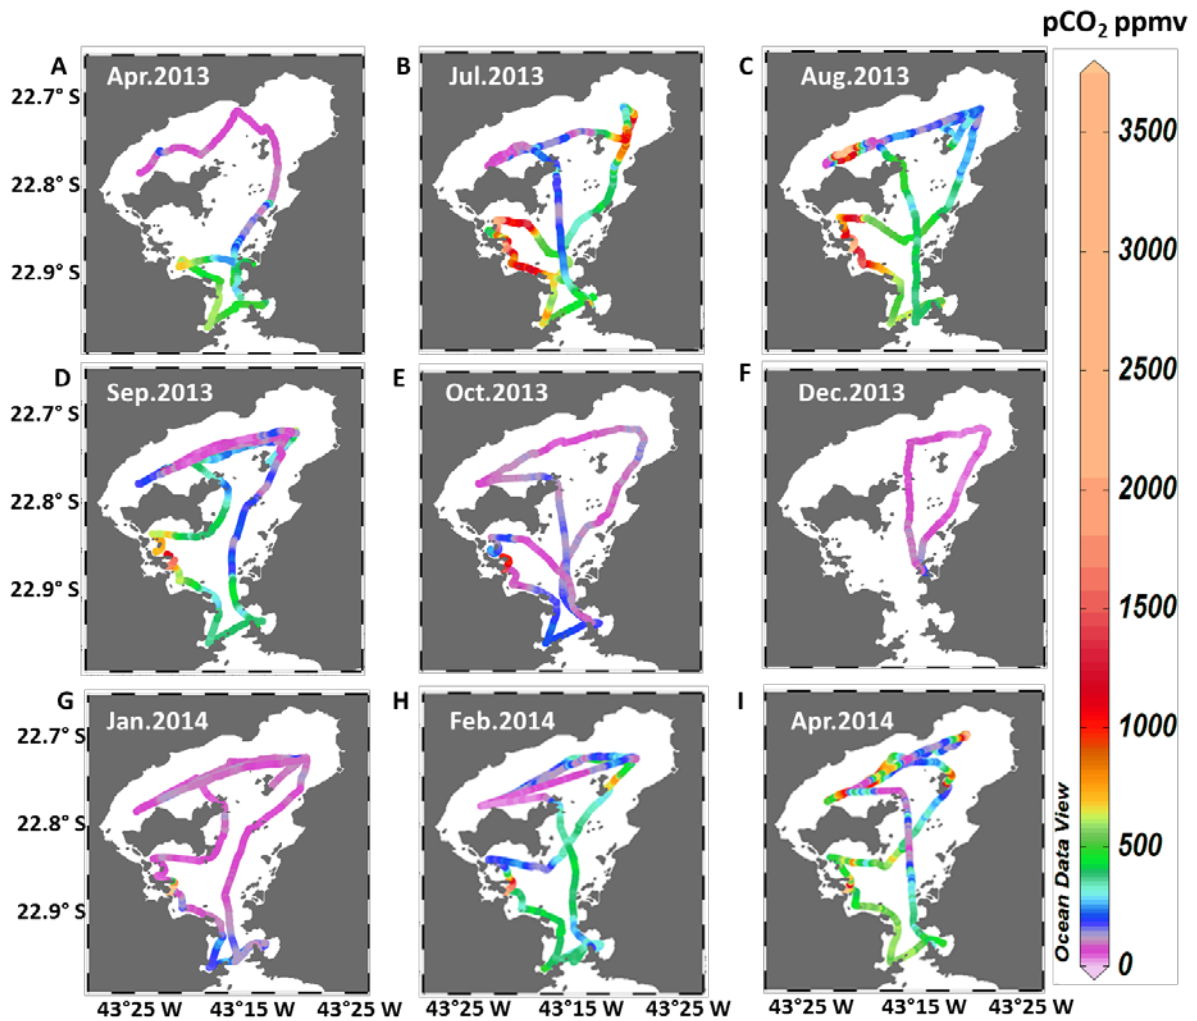 pCO₂ ppmv
A Apr.2013
B Jul.2013
C Aug.2013
22.7° S
22.8° S
22.9° S
D Sep.2013
E Oct.2013
F Dec.2013
22.7° S
22.8° S
22.9° S
G Jan.2014
H Feb.2014
I Apr.2014
22.7° S
22.8° S
22.9° S
43°25 W 43°15 W 43°25 W
43°25 W 43°15 W 43°25 W
43°25 W 43°15 W 43°25 W
3500
3000
2500
2000
1500
1000
500
0
Ocean Data View